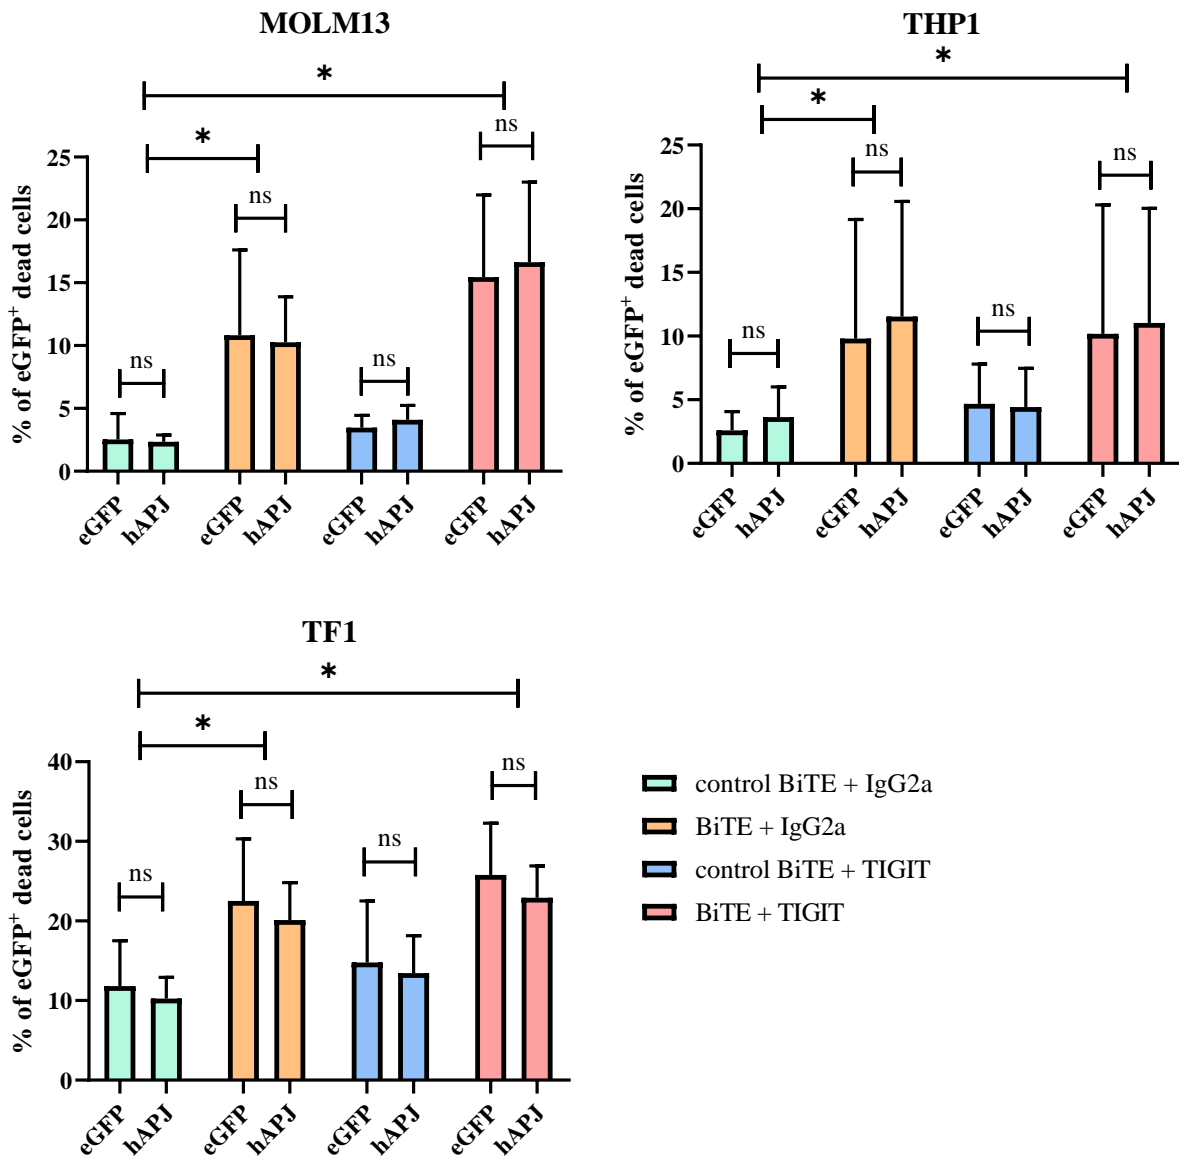 MOLM13
*
*
ns
ns
ns
ns
% of eGFP+ dead cells
25
20
15
10
5
0
eGFP hAPJ eGFP hAPJ eGFP hAPJ eGFP hAPJ
THP1
*
*
ns
ns
ns
ns
% of eGFP+ dead cells
25
20
15
10
5
0
eGFP hAPJ eGFP hAPJ eGFP hAPJ eGFP hAPJ
TF1
*
*
ns
ns
ns
ns
% of eGFP+ dead cells
40
30
20
10
0
eGFP hAPJ eGFP hAPJ eGFP hAPJ eGFP hAPJ
control BiTE + IgG2a
BiTE + IgG2a
control BiTE + TIGIT
BiTE + TIGIT